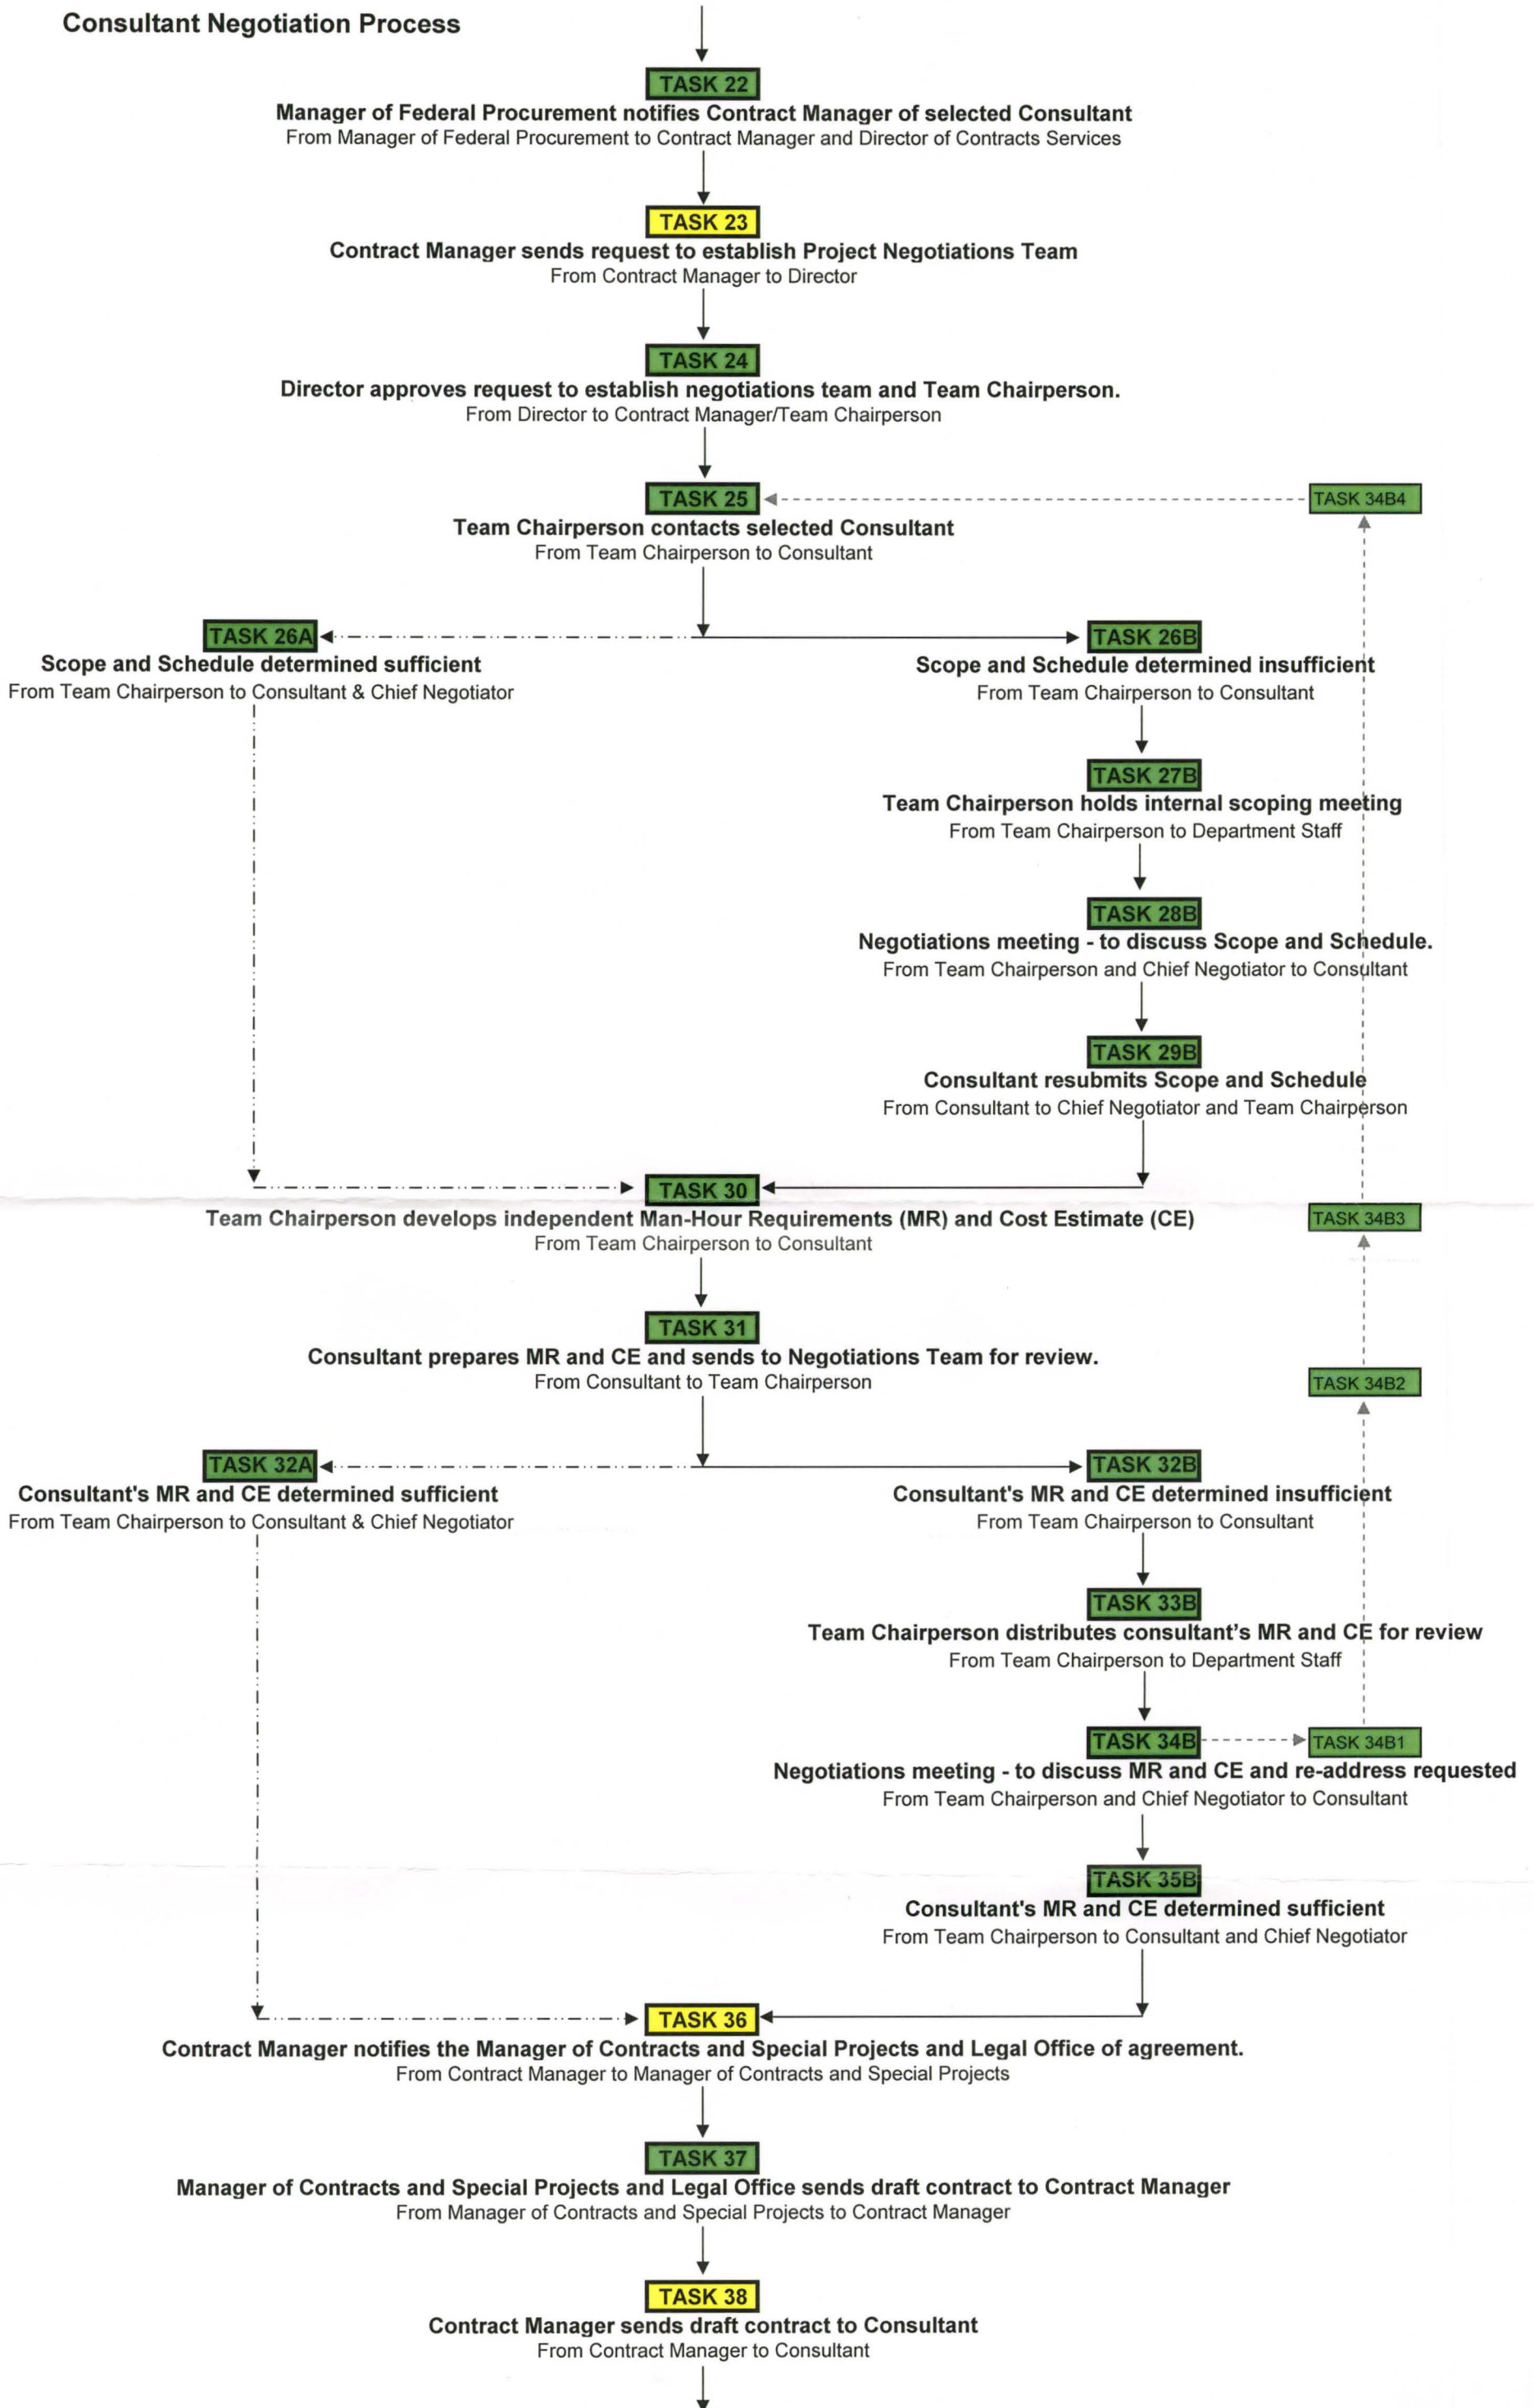 Consultant Negotiation Process
TASK 22
Manager of Federal Procurement notifies Contract Manager of selected Consultant
From Manager of Federal Procurement to Contract Manager and Director of Contracts Services
TASK 23
Contract Manager sends request to establish Project Negotiations Team
From Contract Manager to Director
TASK 24
Director approves request to establish negotiations team and Team Chairperson.
From Director to Contract Manager/Team Chairperson
TASK 25
TASK 34B4
Team Chairperson contacts selected Consultant
From Team Chairperson to Consultant
TASK 26A
Scope and Schedule determined sufficient
From Team Chairperson to Consultant & Chief Negotiator
TASK 26B
Scope and Schedule determined insufficient
From Team Chairperson to Consultant
TASK 27B
Team Chairperson holds internal scoping meeting
From Team Chairperson to Department Staff
TASK 28B
Negotiations meeting - to discuss Scope and Schedule.
From Team Chairperson and Chief Negotiator to Consultant
TASK 29B
Consultant resubmits Scope and Schedule
From Consultant to Chief Negotiator and Team Chairperson
TASK 30
Team Chairperson develops independent Man-Hour Requirements (MR) and Cost Estimate (CE)
From Team Chairperson to Consultant
TASK 34B3
TASK 31
Consultant prepares MR and CE and sends to Negotiations Team for review.
From Consultant to Team Chairperson
TASK 34B2
TASK 32A
Consultant's MR and CE determined sufficient
From Team Chairperson to Consultant & Chief Negotiator
TASK 32B
Consultant's MR and CE determined insufficient
From Team Chairperson to Consultant
TASK 33B
Team Chairperson distributes consultant’s MR and CE for review
From Team Chairperson to Department Staff
TASK 34B
TASK 34B1
Negotiations meeting - to discuss MR and CE and re-address requested
From Team Chairperson and Chief Negotiator to Consultant
TASK 35B
Consultant's MR and CE determined sufficient
From Team Chairperson to Consultant and Chief Negotiator
TASK 36
Contract Manager notifies the Manager of Contracts and Special Projects and Legal Office of agreement.
From Contract Manager to Manager of Contracts and Special Projects
TASK 37
Manager of Contracts and Special Projects and Legal Office sends draft contract to Contract Manager
From Manager of Contracts and Special Projects to Contract Manager
TASK 38
Contract Manager sends draft contract to Consultant
From Contract Manager to Consultant